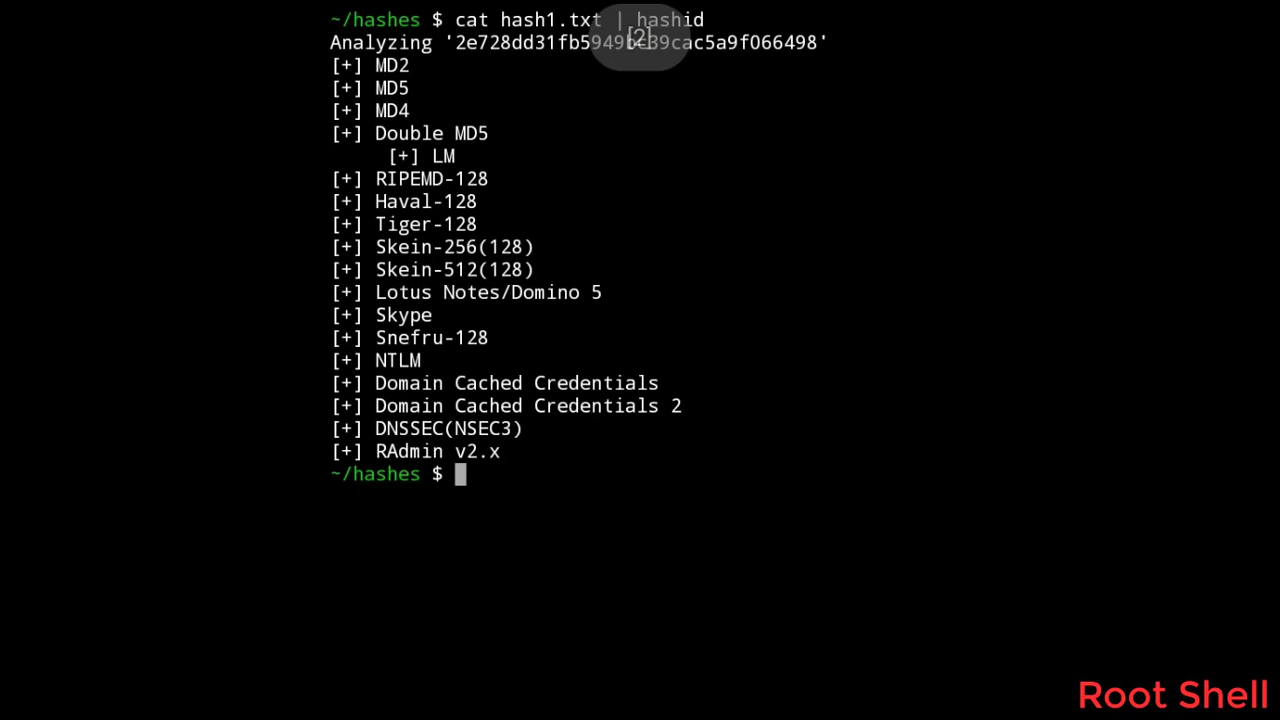 ~/hashes $ cat hash1.txt | hashid
[2]
Analyzing '2e728dd31fb5949bc39cac5a9f066498'
[+] MD2
[+] MD5
[+] MD4
[+] Double MD5
[+] LM
[+] RIPEMD-128
[+] Haval-128
[+] Tiger-128
[+] Skein-256(128)
[+] Skein-512(128)
[+] Lotus Notes/Domino 5
[+] Skype
[+] Snefru-128
[+] NTLM
[+] Domain Cached Credentials
[+] Domain Cached Credentials 2
[+] DNSSEC(NSEC3)
[+] RAdmin v2.x
~/hashes $
Root Shell